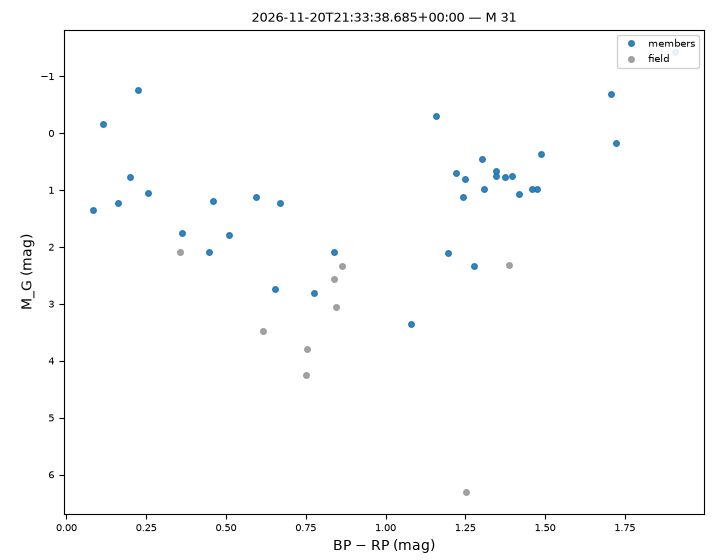 2026-11-20T21:33:38.685+00:00 — M 31
members
field
−1
0
1
2
3
4
5
6
M_G (mag)
0.00 0.25 0.50 0.75 1.00 1.25 1.50 1.75
BP − RP (mag)